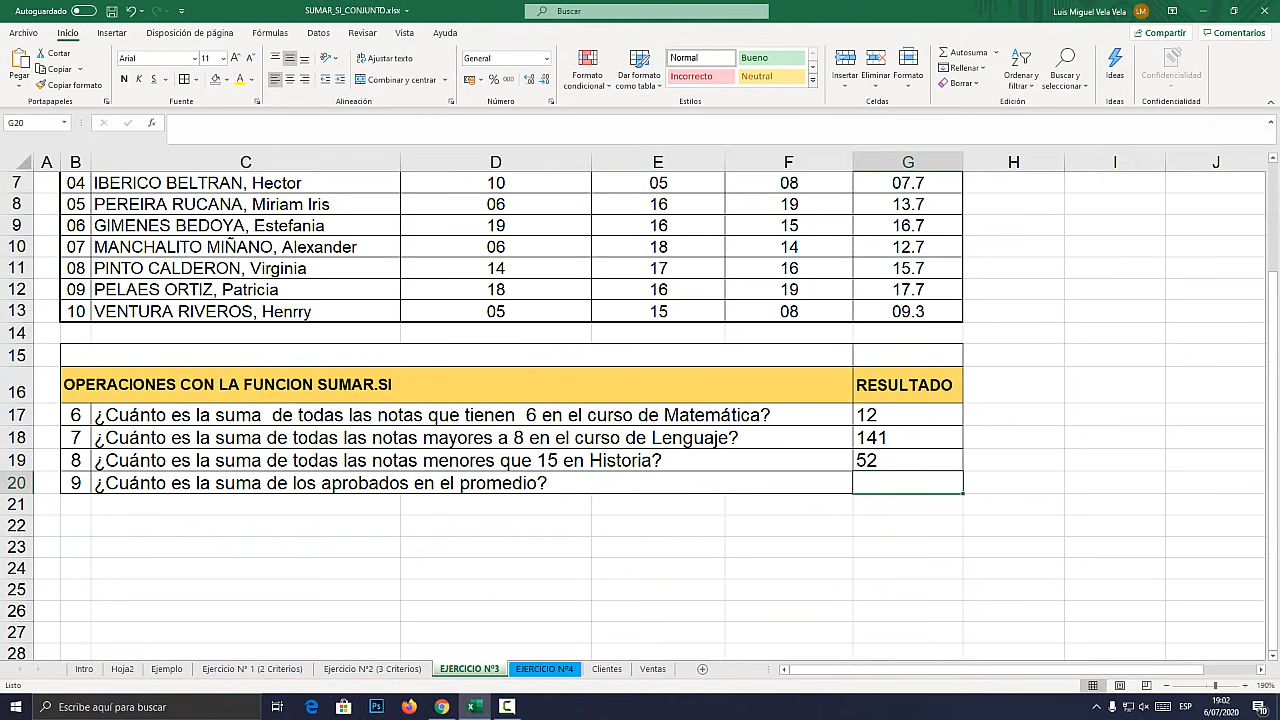 Autoguardado
SUMAR_SI_CONJUNTO.xlsx
Buscar
Luis Miguel Vela Vela
LM
Archivo Inicio Insertar Disposición de página Fórmulas Datos Revisar Vista Ayuda
Compartir Comentarios
Pegar
Cortar
Copiar
Copiar formato
Portapapeles
Arial 11
N K S
Fuente
Ajustar texto
Combinar y centrar
Alineación
General
% 000
Número
Formato condicional
Dar formato como tabla
Normal Bueno
Incorrecto Neutral
Estilos
Insertar Eliminar Formato
Celdas
Autosuma
Rellenar
Borrar
Ordenar y filtrar
Buscar y seleccionar
Edición
Ideas
Ideas
Confidencialidad
Confidencialidad
G20 fx
A B C D E F G H I J
7 04 IBERICO BELTRAN, Hector 10 05 08 07.7
8 05 PEREIRA RUCANA, Miriam Iris 06 16 19 13.7
9 06 GIMENES BEDOYA, Estefania 19 16 15 16.7
10 07 MANCHALITO MIÑANO, Alexander 06 18 14 12.7
11 08 PINTO CALDERON, Virginia 14 17 16 15.7
12 09 PELAES ORTIZ, Patricia 18 16 19 17.7
13 10 VENTURA RIVEROS, Henrry 05 15 08 09.3
14
15
16 OPERACIONES CON LA FUNCION SUMAR.SI RESULTADO
17 6 ¿Cuánto es la suma de todas las notas que tienen 6 en el curso de Matemática? 12
18 7 ¿Cuánto es la suma de todas las notas mayores a 8 en el curso de Lenguaje? 141
19 8 ¿Cuánto es la suma de todas las notas menores que 15 en Historia? 52
20 9 ¿Cuánto es la suma de los aprobados en el promedio?
21
22
23
24
25
26
27
28
Intro Hoja2 Ejemplo Ejercicio N° 1 (2 Criterios) Ejercicio N°2 (3 Criterios) EJERCICIO Nº3 EJERCICIO Nº4 Clientes Ventas
Listo
190%
Escribe aquí para buscar
ESP
19:02
6/07/2020